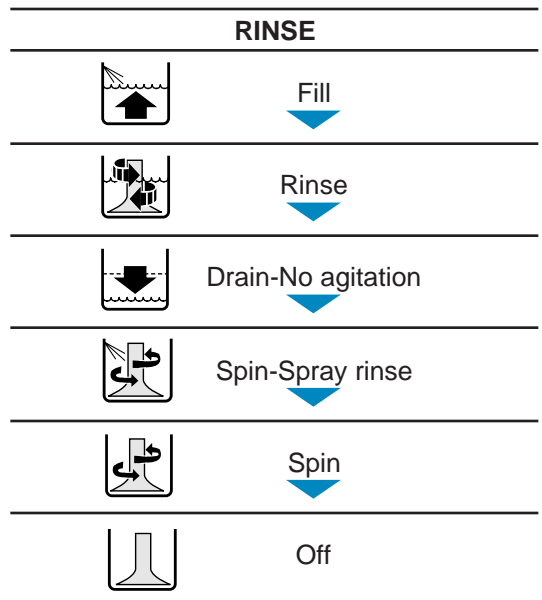 RINSE
Fill
Rinse
Drain-No agitation
Spin-Spray rinse
Spin
Off